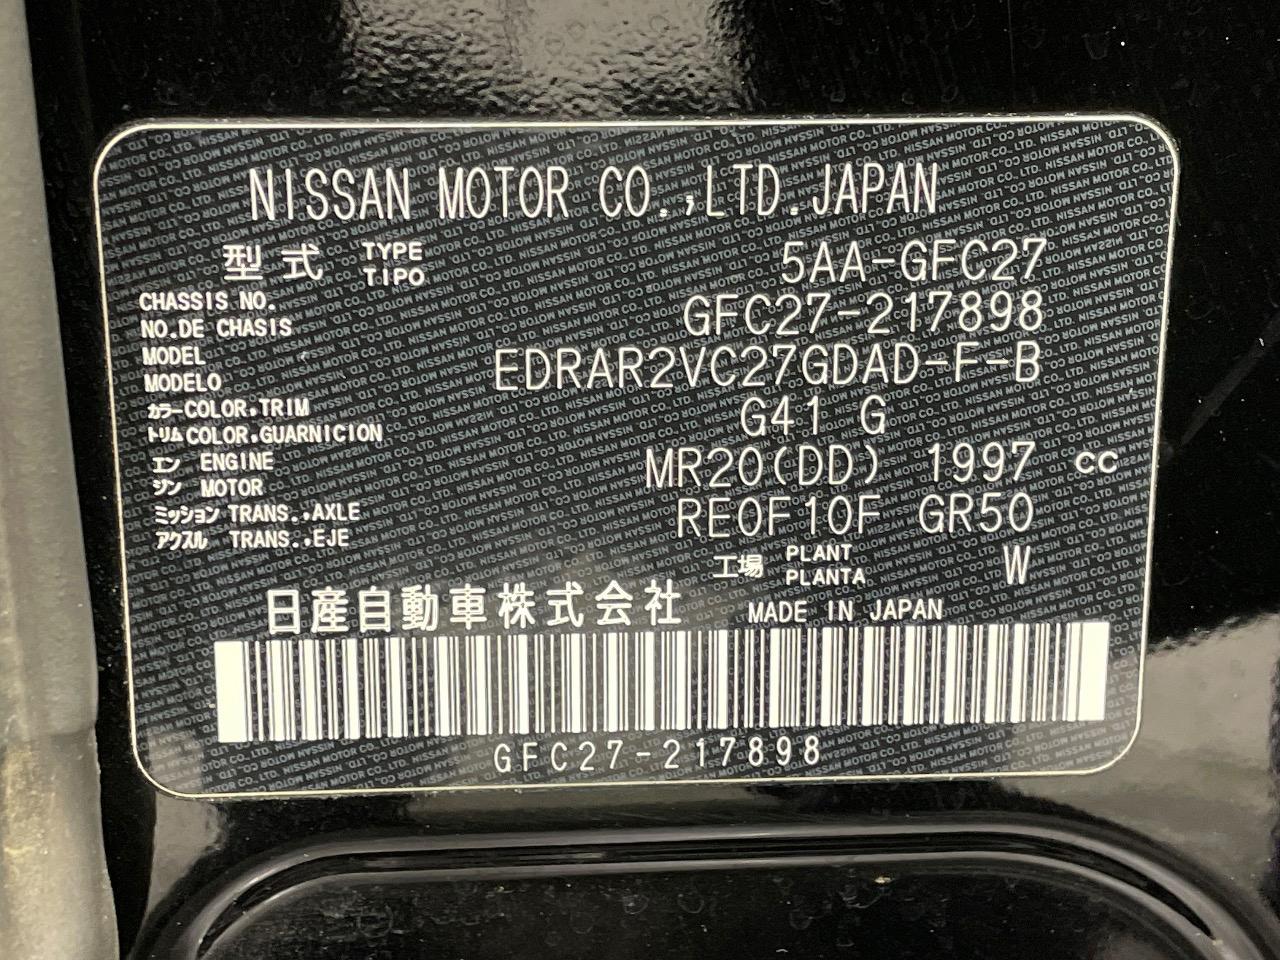 NISSAN MOTOR CO.,LTD.JAPAN
型式 TYPE TIPO 5AA-GFC27
CHASSIS NO.
NO.DE CHASIS GFC27-217898
MODEL
MODELO EDRAR2VC27GDAD-F-B
カラー COLOR.TRIM
トリム COLOR.GUARNICION G41 G
エン ENGINE
ジン MOTOR MR20(DD) 1997 cc
ミッション TRANS.,AXLE
アクスル TRANS.,EJE RE0F10F GR50
工場 PLANT PLANTA W
日産自動車株式会社 MADE IN JAPAN
GFC27-217898